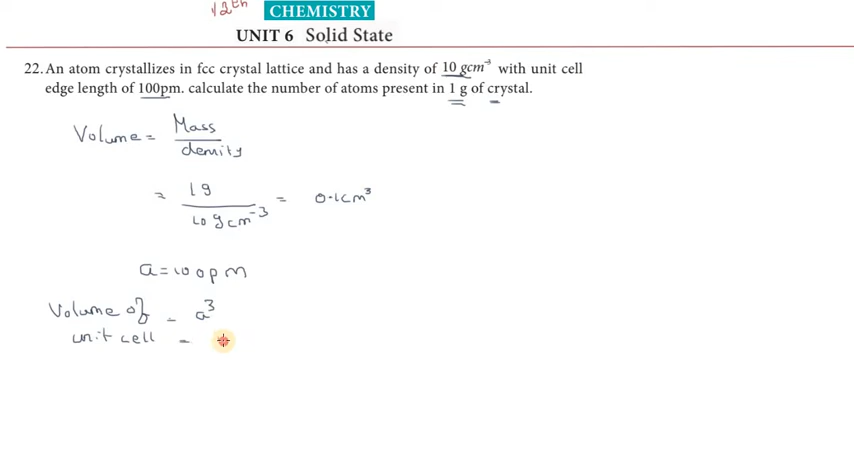 12th
CHEMISTRY
UNIT 6 Solid State
22. An atom crystallizes in fcc crystal lattice and has a density of 10 gcm⁻³ with unit cell
edge length of 100pm. calculate the number of atoms present in 1 g of crystal.
Volume = Mass
density
= 1g
10 g cm⁻³ = 0.1cm³
a = 100pm
Volume of = a³
unit cell =